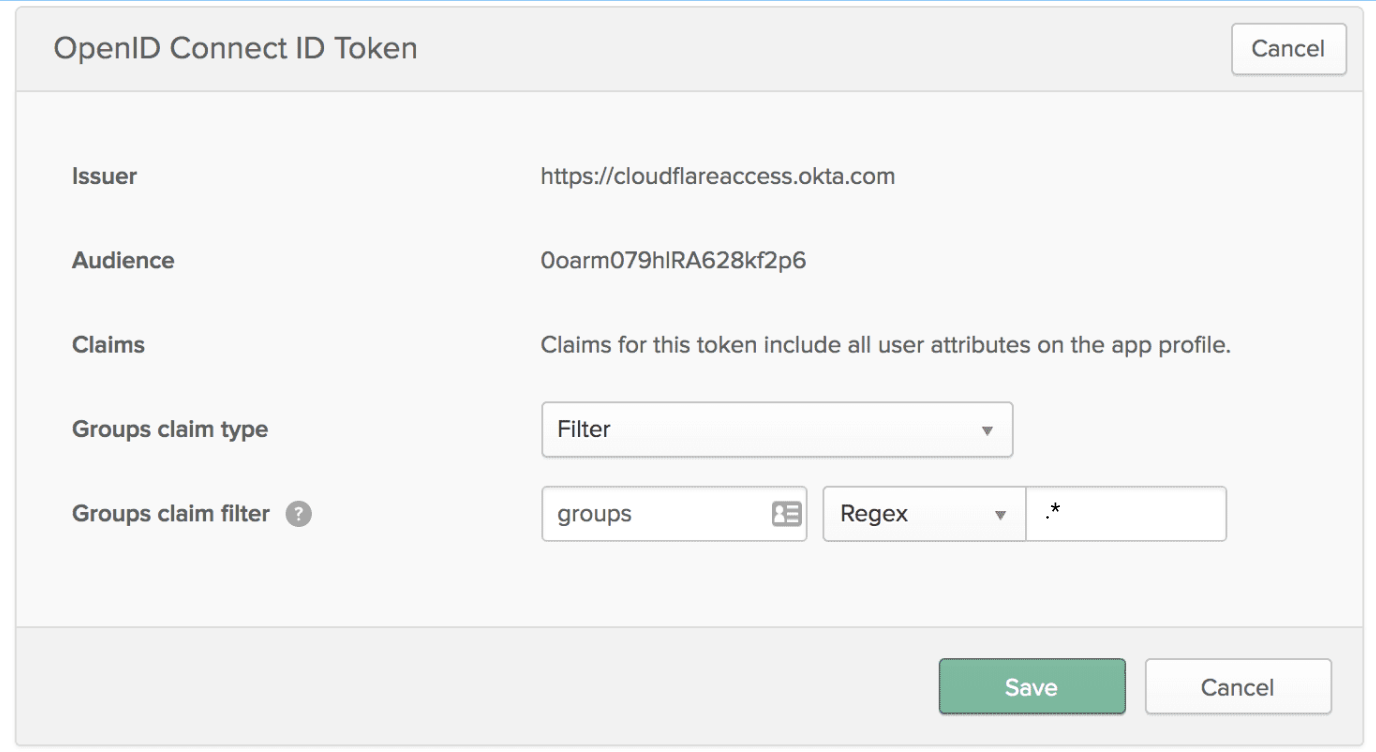 OpenID Connect ID Token
Cancel
Issuer https://cloudflareaccess.okta.com
Audience 0oarm079hlRA628kf2p6
Claims Claims for this token include all user attributes on the app profile.
Groups claim type Filter
Groups claim filter ? groups Regex .*
Save Cancel